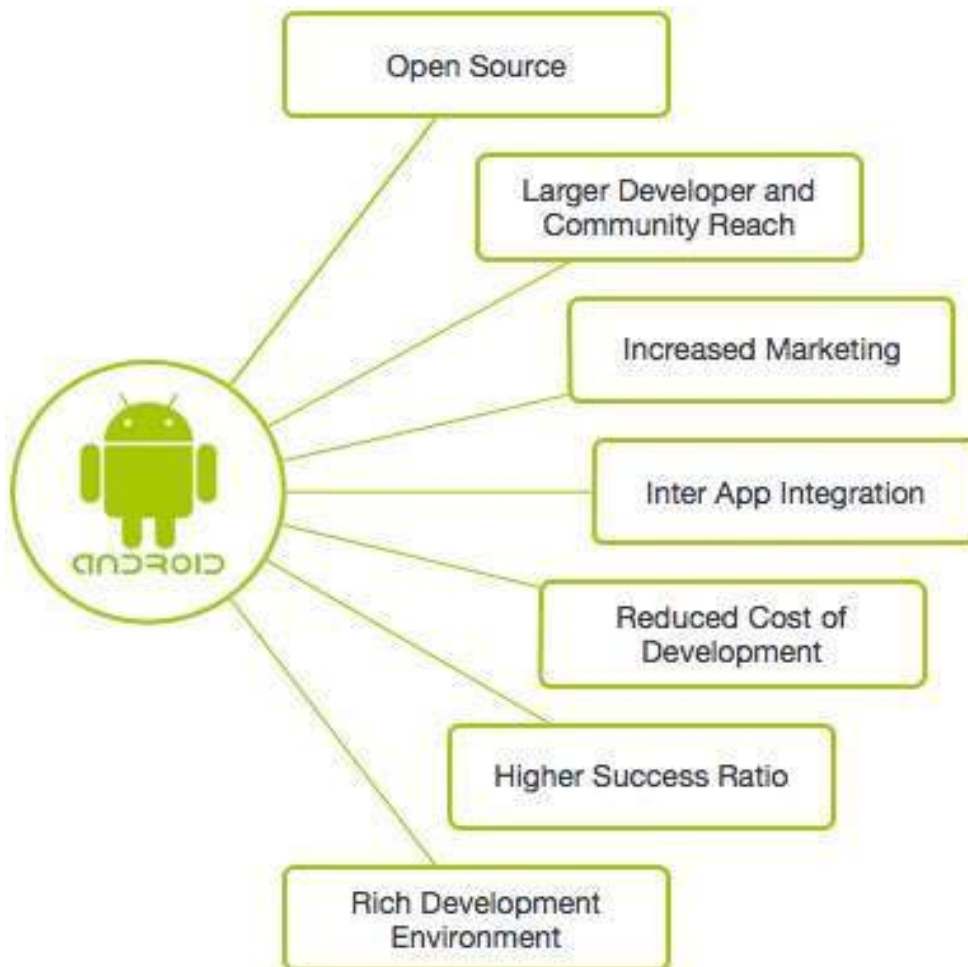 Open Source
Larger Developer and
Community Reach
Increased Marketing
Inter App Integration
ANDROID
Reduced Cost of
Development
Higher Success Ratio
Rich Development
Environment